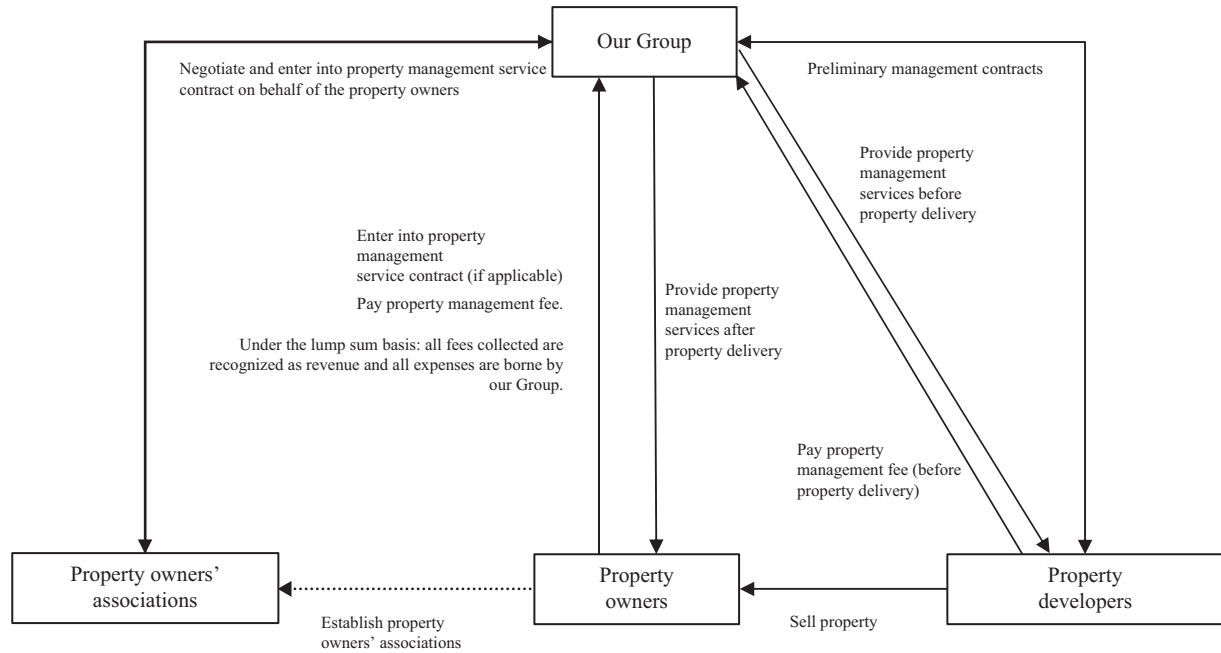 Our Group
Negotiate and enter into property management service
contract on behalf of the property owners
Preliminary management contracts
Provide property
management
services before
property delivery
Enter into property
management
service contract (if applicable)
Pay property management fee.
Under the lump sum basis: all fees collected are
recognized as revenue and all expenses are borne by
our Group.
Provide property
management
services after
property delivery
Pay property
management fee (before
property delivery)
Property owners’
associations
Property
owners
Property
developers
Establish property
owners’ associations
Sell property